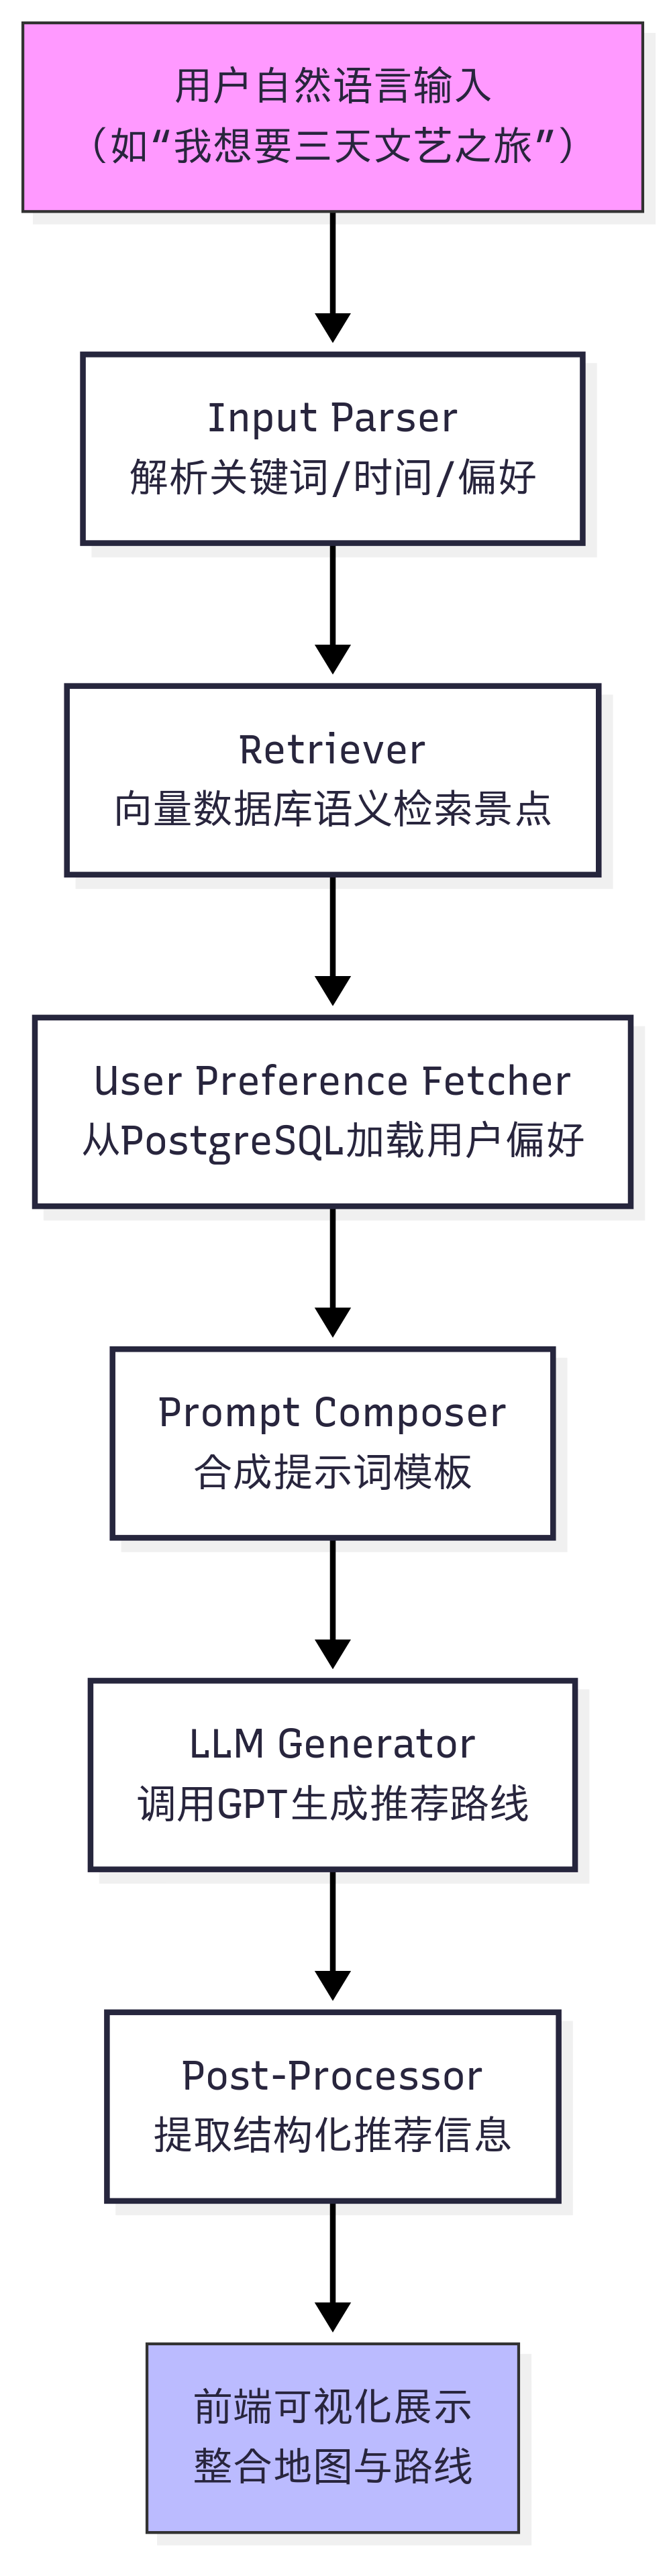 用户自然语言输入
（如“我想要三天文艺之旅”）
Input Parser
解析关键词/时间/偏好
Retriever
向量数据库语义检索景点
User Preference Fetcher
从PostgreSQL加载用户偏好
Prompt Composer
合成提示词模板
LLM Generator
调用GPT生成推荐路线
Post-Processor
提取结构化推荐信息
前端可视化展示
整合地图与路线